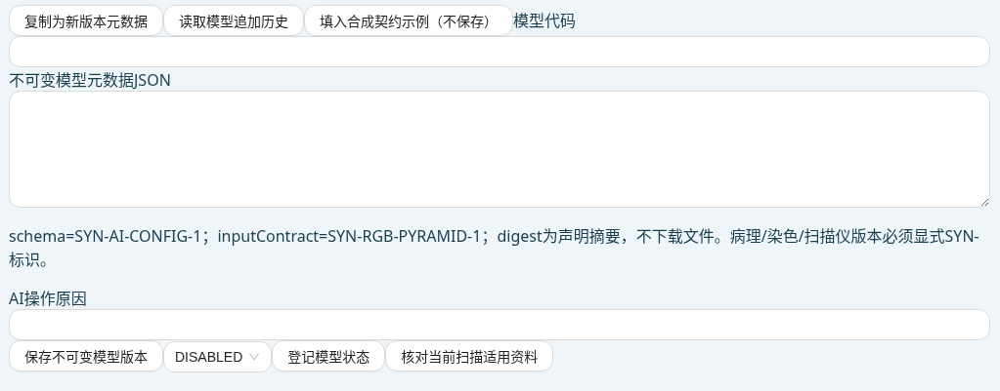 复制为新版本元数据 读取模型追加历史 填入合成契约示例（不保存） 模型代码
不可变模型元数据JSON
schema=SYN-AI-CONFIG-1；inputContract=SYN-RGB-PYRAMID-1；digest为声明摘要，不下载文件。病理/染色/扫描仪版本必须显式SYN-
标识。
AI操作原因
保存不可变模型版本 DISABLED 登记模型状态 核对当前扫描适用资料